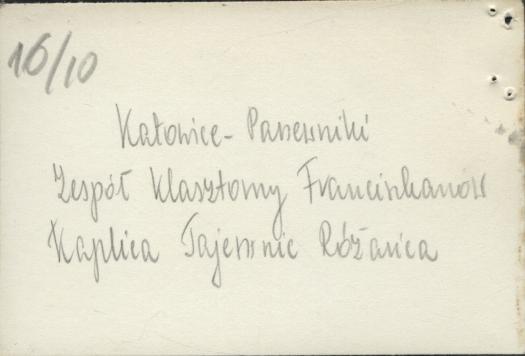 16/10
Katowice - Panewniki
Zespół Klasztorny Franciszkanów
Kaplica Tajemnic Różańca